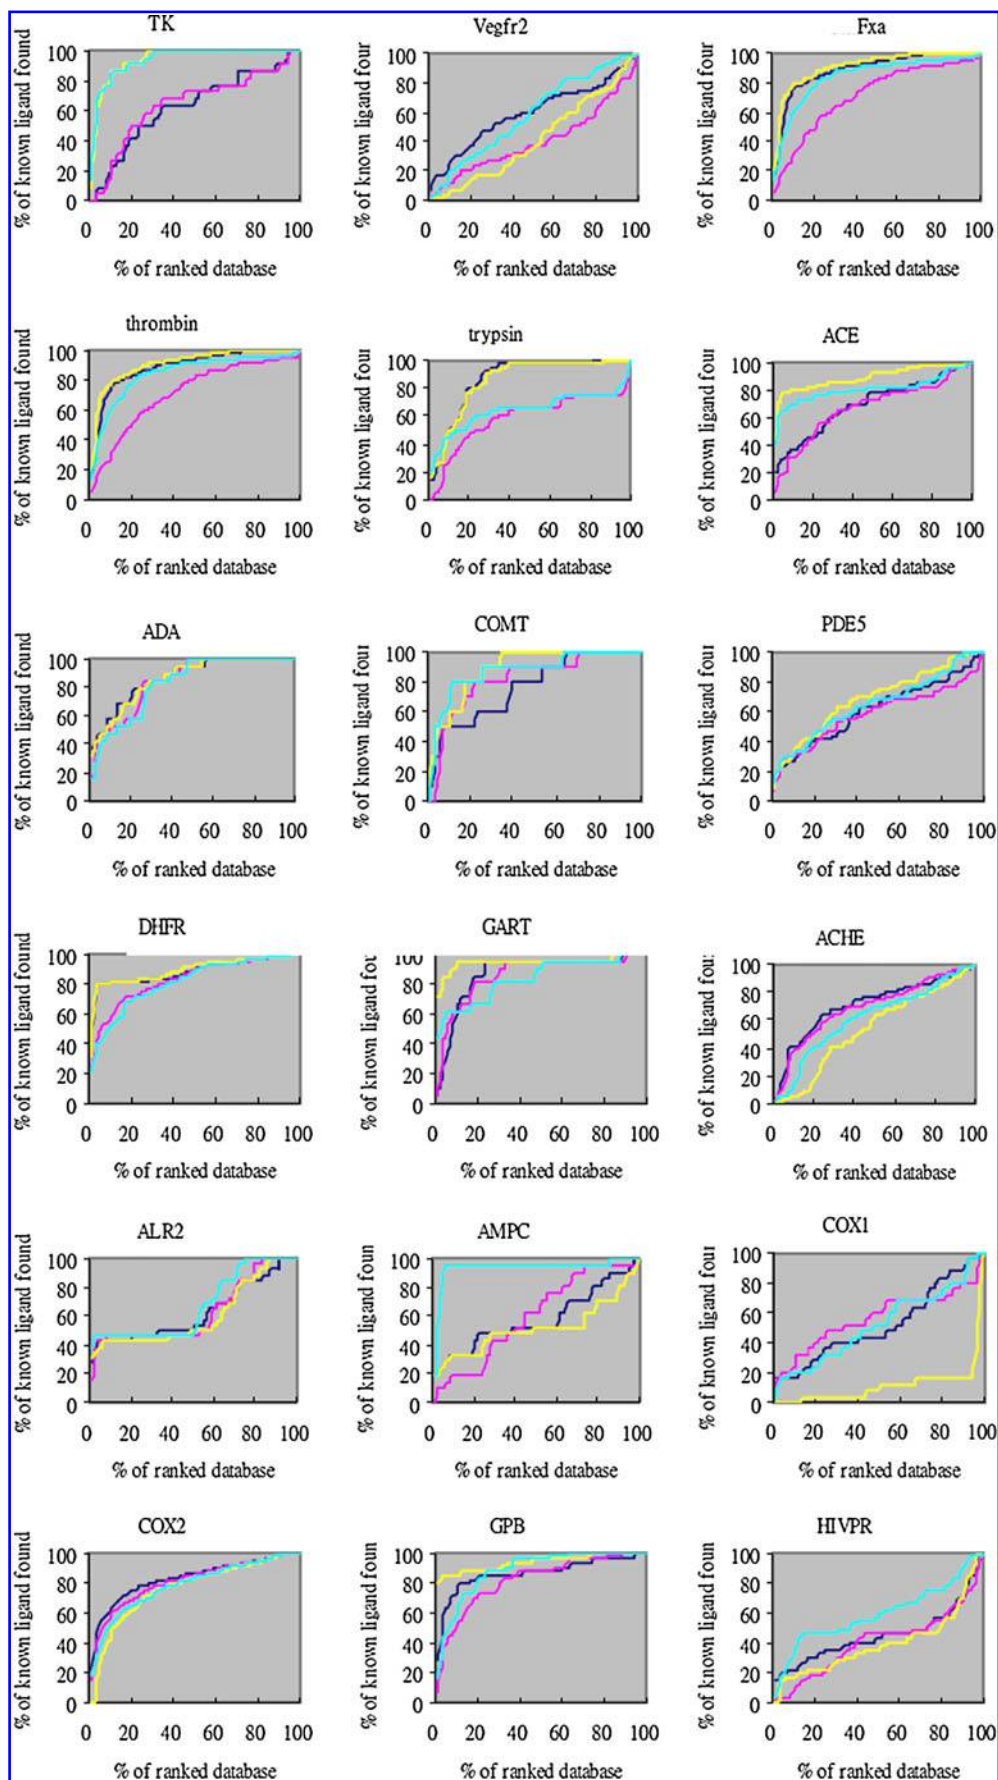 TK
% of known ligand found
100
80
60
40
20
0
0 20 40 60 80 100
% of ranked database
Vegfr2
% of known ligand found
100
80
60
40
20
0
0 20 40 60 80 100
% of ranked database
Fxa
% of known ligand four
100
80
60
40
20
0
0 20 40 60 80 100
% of ranked database
thrombin
% of known ligand found
100
80
60
40
20
0
0 20 40 60 80 100
% of ranked database
trypsin
% of known ligand four
100
80
60
40
20
0
0 20 40 60 80 100
% of ranked database
ACE
% of known ligand four
100
80
60
40
20
0
0 20 40 60 80 100
% of ranked database
ADA
% of known ligand found
100
80
60
40
20
0
0 20 40 60 80 100
% of ranked database
COMT
% of known ligand four
100
80
60
40
20
0
0 20 40 60 80 100
% of ranked database
PDE5
% of known ligand four
100
80
60
40
20
0
0 20 40 60 80 100
% of ranked database
DHFR
% of known ligand found
100
80
60
40
20
0
0 20 40 60 80 100
% of ranked database
GART
% of known ligand fou
80
60
40
20
0
0 20 40 60 80 100
% of ranked database
ACHE
% of known ligand fou
100
80
60
40
20
0
0 20 40 60 80 100
% of ranked database
ALR2
% of known ligand found
100
80
60
40
20
0
0 20 40 60 80 100
% of ranked database
AMPC
% of known ligand foun
100
80
60
40
20
0
0 20 40 60 80 100
% of ranked database
COX1
% of known ligand foun
100
80
60
40
20
0
0 20 40 60 80 100
% of ranked database
COX2
% of known ligand found
100
80
60
40
20
0
0 20 40 60 80 100
% of ranked database
GPB
% of known ligand foun
100
80
60
40
20
0
0 20 40 60 80 100
% of ranked database
HIVPR
% of known ligand foun
100
80
60
40
20
0
0 20 40 60 80 100
% of ranked database